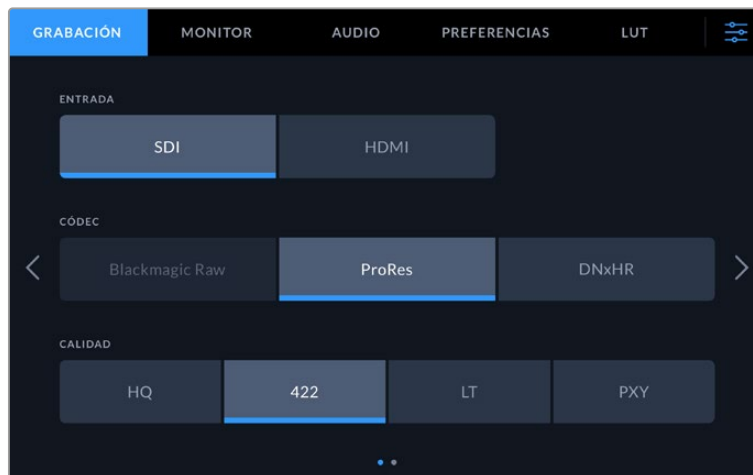 GRABACIÓN MONITOR AUDIO PREFERENCIAS LUT
ENTRADA
SDI HDMI
CÓDEC
Blackmagic Raw ProRes DNxHR
CALIDAD
HQ 422 LT PXY